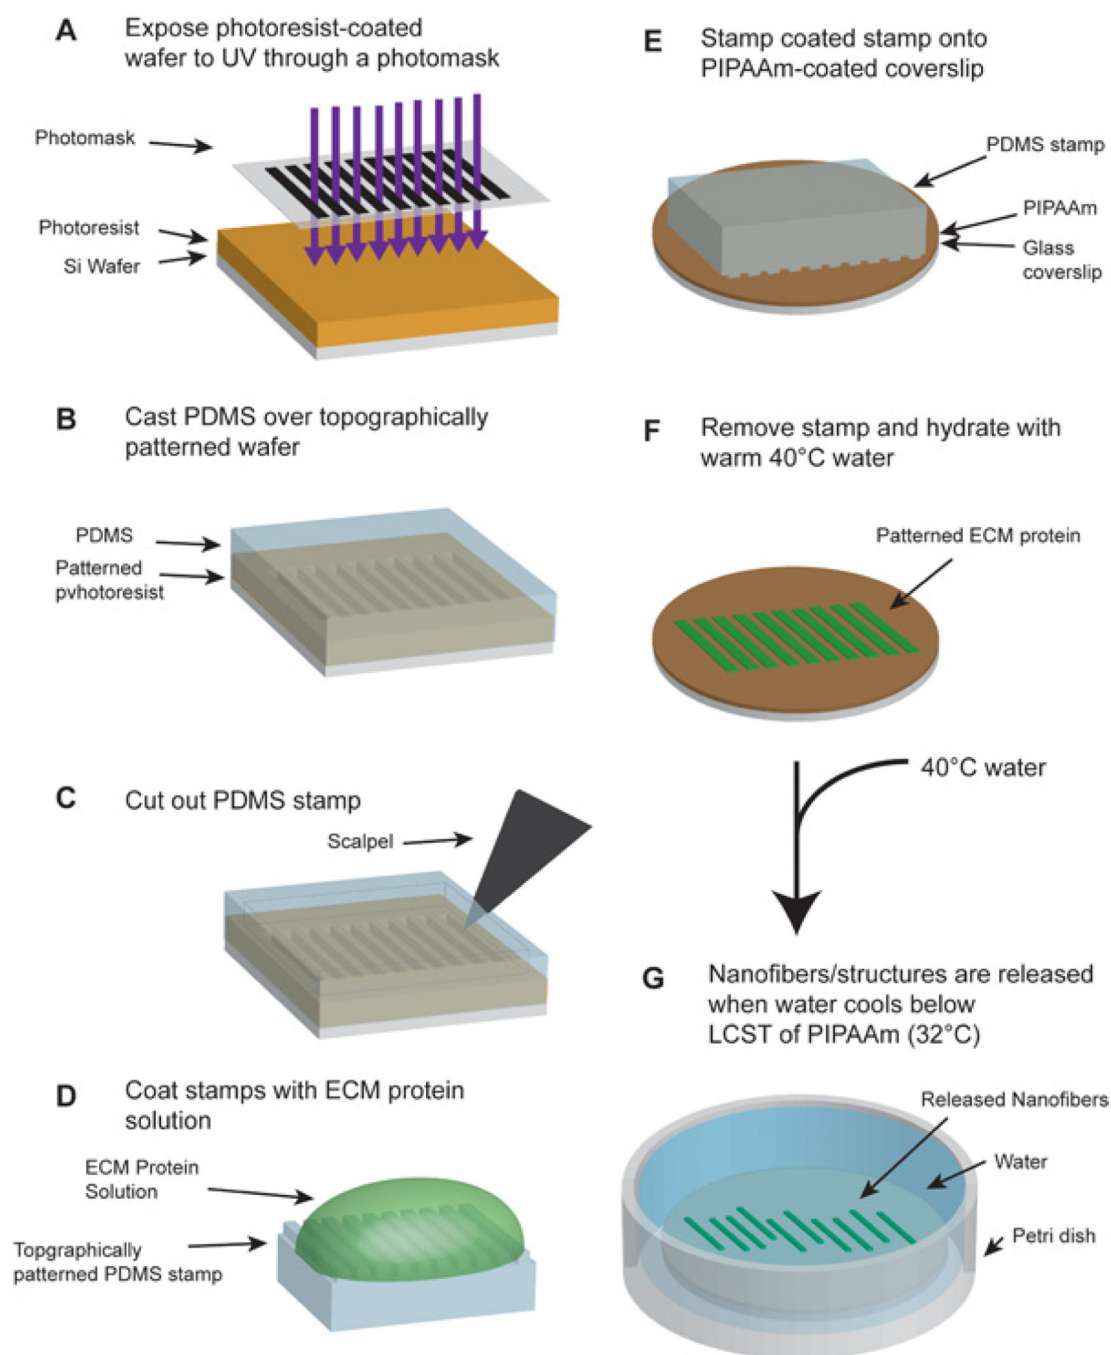 A
Expose photoresist-coated
wafer to UV through a photomask
Photomask
Photoresist
Si Wafer
B
Cast PDMS over topographically
patterned wafer
PDMS
Patterned
pvhotoresist
C
Cut out PDMS stamp
Scalpel
D
Coat stamps with ECM protein
solution
ECM Protein
Solution
Topgraphically
patterned PDMS stamp
E
Stamp coated stamp onto
PIPAAm-coated coverslip
PDMS stamp
PIPAAm
Glass
coverslip
F
Remove stamp and hydrate with
warm 40°C water
Patterned ECM protein
40°C water
G
Nanofibers/structures are released
when water cools below
LCST of PIPAAm (32°C)
Released Nanofibers
Water
Petri dish